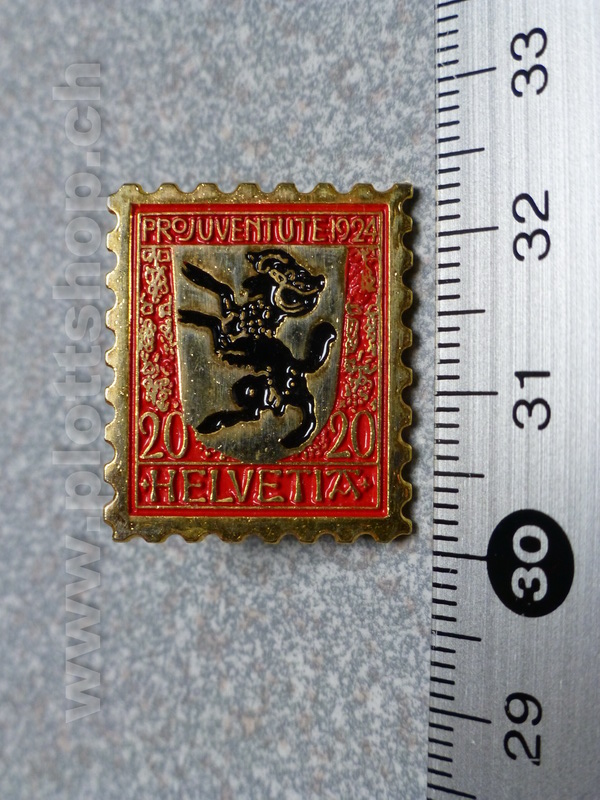 PRO JUVENTUTE 1924
20 20
HELVETIA
33
32
31
30
29
www.plottshop.ch